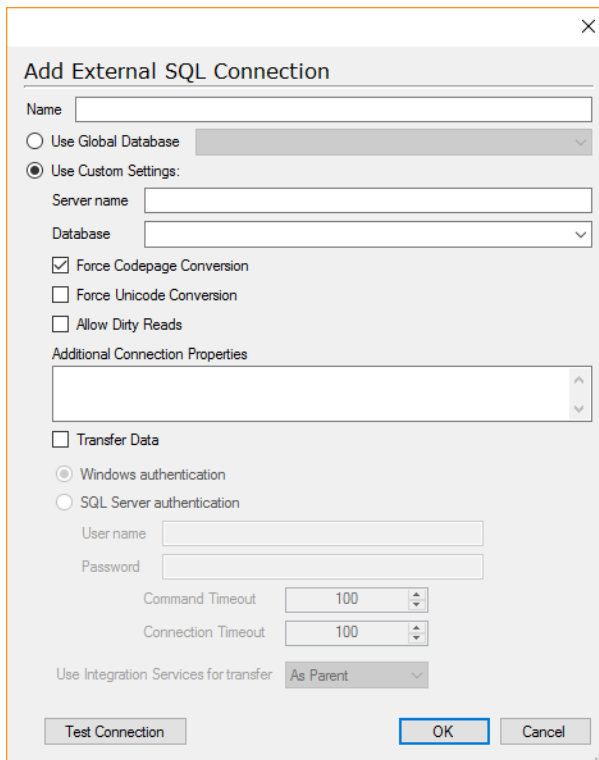 Add External SQL Connection
Name
Use Global Database
Use Custom Settings:
Server name
Database
Force Codepage Conversion
Force Unicode Conversion
Allow Dirty Reads
Additional Connection Properties
Transfer Data
Windows authentication
SQL Server authentication
User name
Password
Command Timeout 100
Connection Timeout 100
Use Integration Services for transfer As Parent
Test Connection OK Cancel